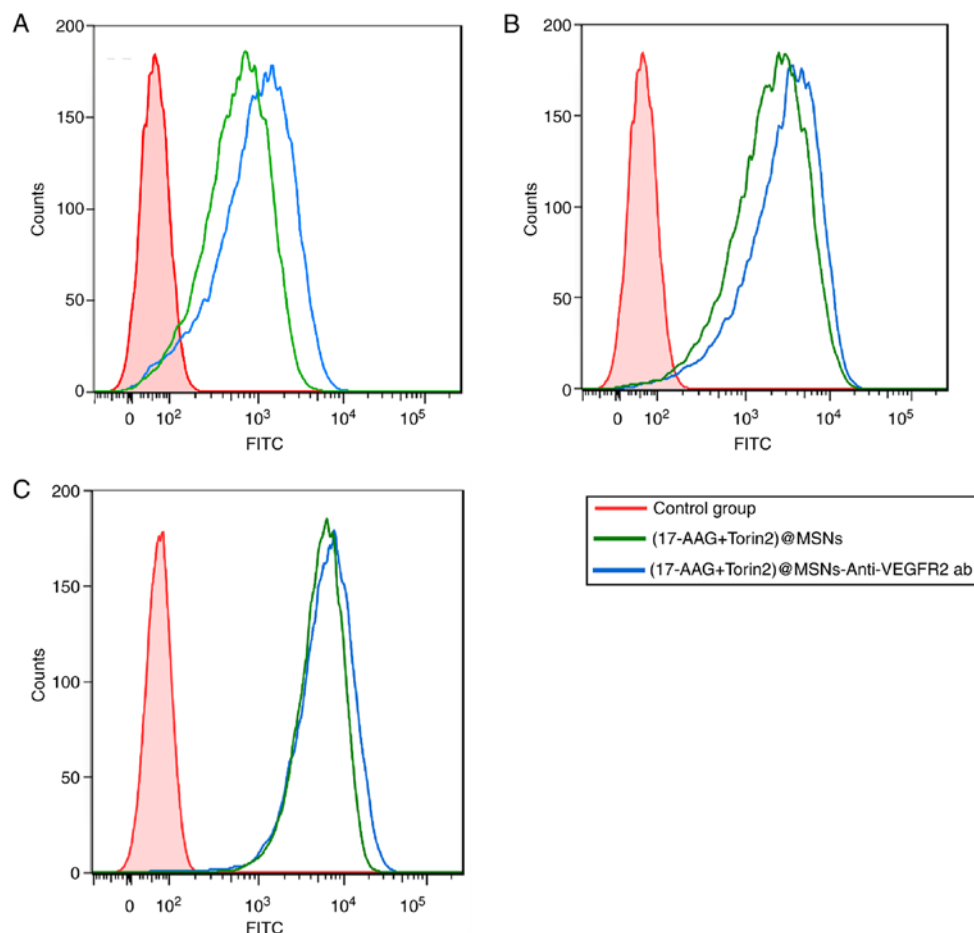 A
200
150
100
50
0
Counts
0 10² 10³ 10⁴ 10⁵
FITC
B
200
150
100
50
0
Counts
0 10² 10³ 10⁴ 10⁵
FITC
C
200
150
100
50
0
Counts
0 10² 10³ 10⁴ 10⁵
FITC
Control group
(17-AAG+Torin2)@MSNs
(17-AAG+Torin2)@MSNs-Anti-VEGFR2 ab